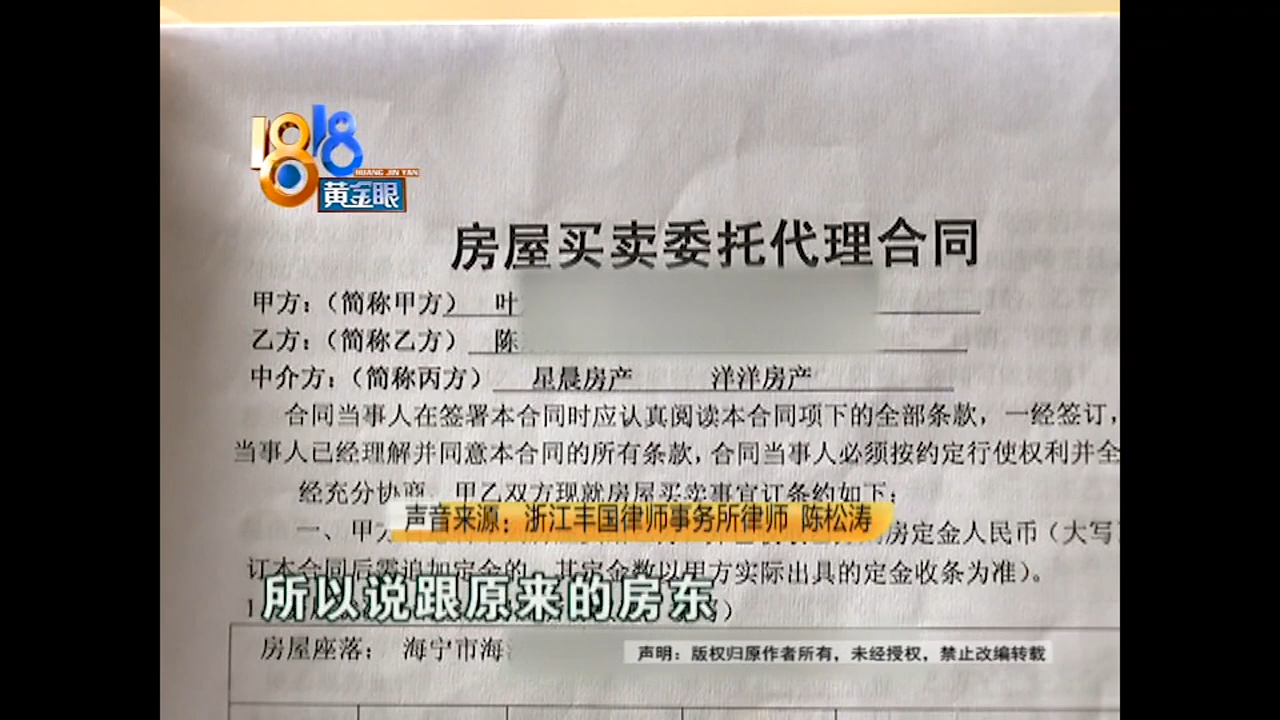 1818
HUANG JIN YAN
黄金眼
房屋买卖委托代理合同
甲方：（简称甲方） 叶
乙方：（简称乙方） 陈
中介方：（简称丙方） 星晨房产 洋洋房产
合同当事人在签署本合同时应认真阅读本合同项下的全部条款，一经签订，
当事人已经理解并同意本合同的所有条款，合同当事人必须按约定行使权利并全
经充分协商，甲乙双方现就房屋买卖事宜订条约如下：
声音来源：浙江丰国律师事务所律师 陈松涛
一、甲方 房定金人民币（大写）
订本合同后需追加定金的，其定金数以甲方实际出具的定金收条为准）。
所以说跟原来的房东
房屋座落： 海宁市海
声明：版权归原作者所有，未经授权，禁止改编转载